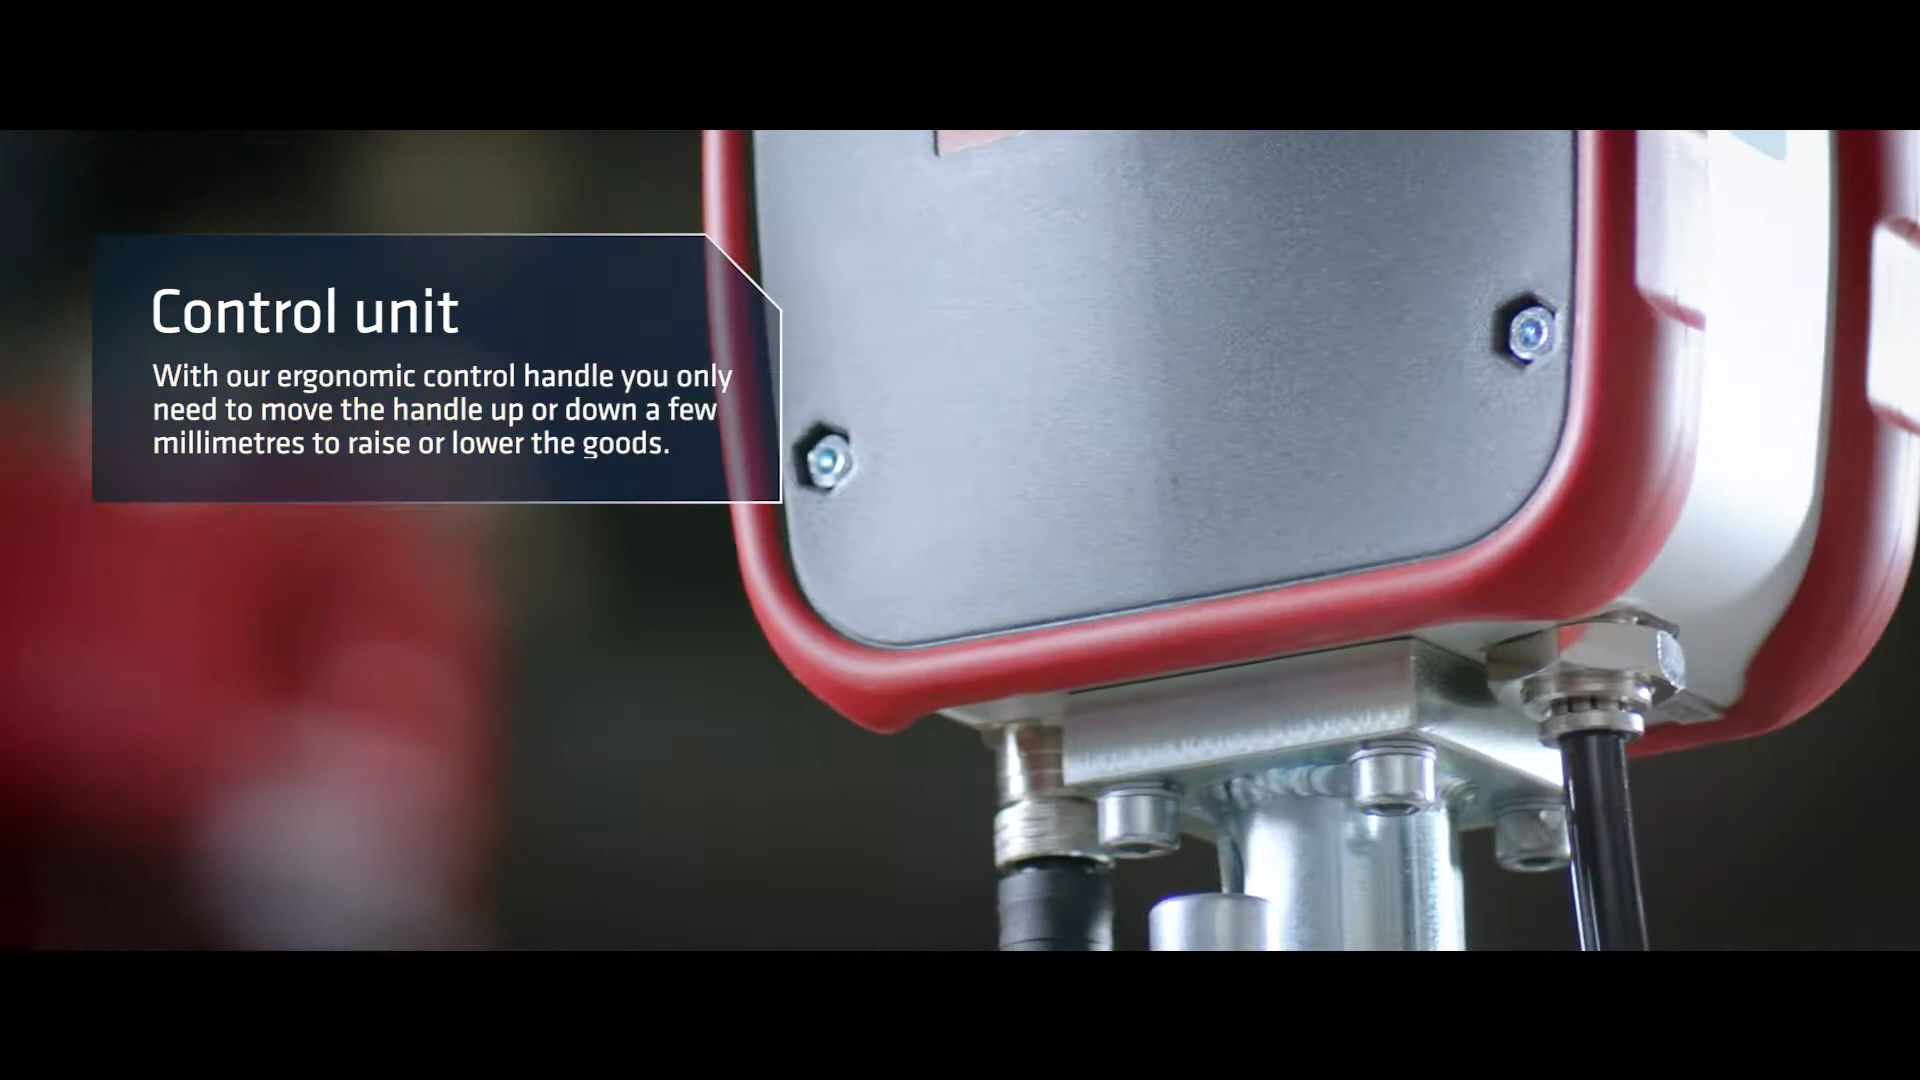 Control unit
With our ergonomic control handle you only
need to move the handle up or down a few
millimetres to raise or lower the goods.